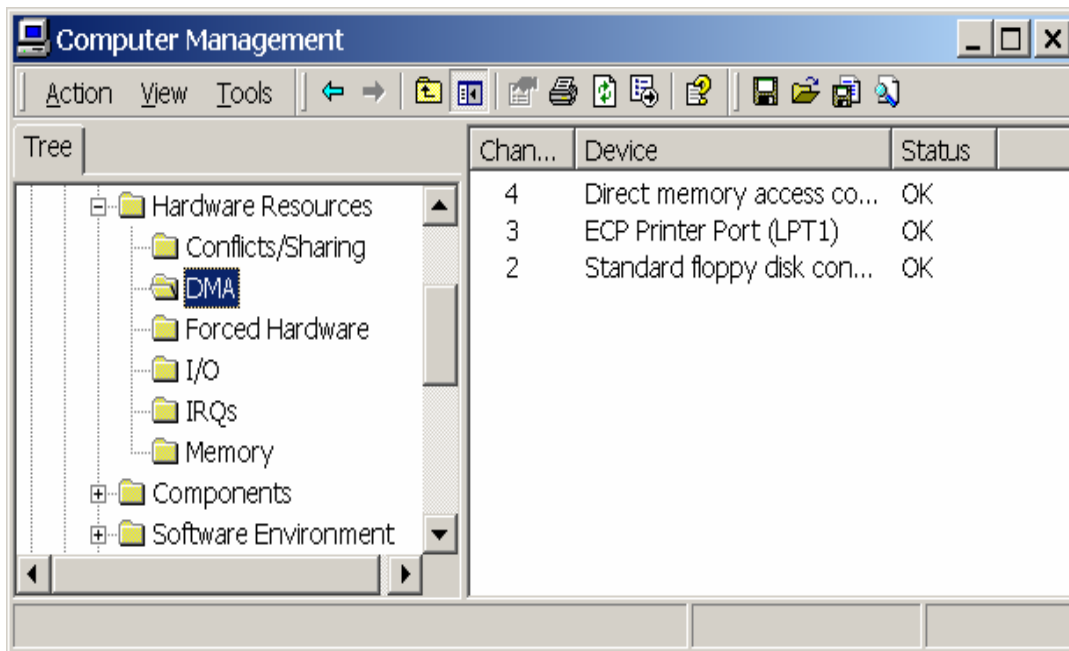 Computer Management
Action View Tools
Tree
Chan... Device Status
Hardware Resources
Conflicts/Sharing
DMA
Forced Hardware
I/O
IRQs
Memory
Components
Software Environment
4 Direct memory access co... OK
3 ECP Printer Port (LPT1) OK
2 Standard floppy disk con... OK